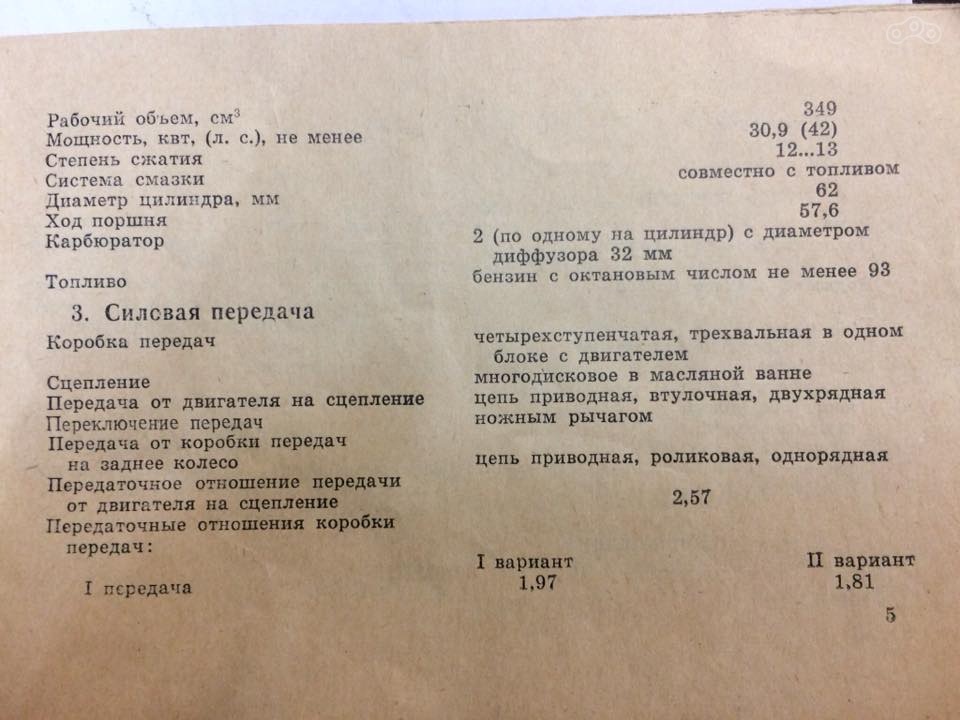 Рабочий объем, см³ 349
Мощность, квт, (л. с.), не менее 30,9 (42)
Степень сжатия 12...13
Система смазки совместно с топливом
Диаметр цилиндра, мм 62
Ход поршня 57,6
Карбюратор 2 (по одному на цилиндр) с диаметром
диффузора 32 мм
Топливо бензин с октановым числом не менее 93
3. Силовая передача
Коробка передач четырехступенчатая, трехвальная в одном
блоке с двигателем
Сцепление многодисковое в масляной ванне
Передача от двигателя на сцепление цепь приводная, втулочная, двухрядная
Переключение передач ножным рычагом
Передача от коробки передач
на заднее колесо цепь приводная, роликовая, однорядная
Передаточное отношение передачи
от двигателя на сцепление 2,57
Передаточные отношения коробки
передач:
I вариант II вариант
I передача 1,97 1,81
5